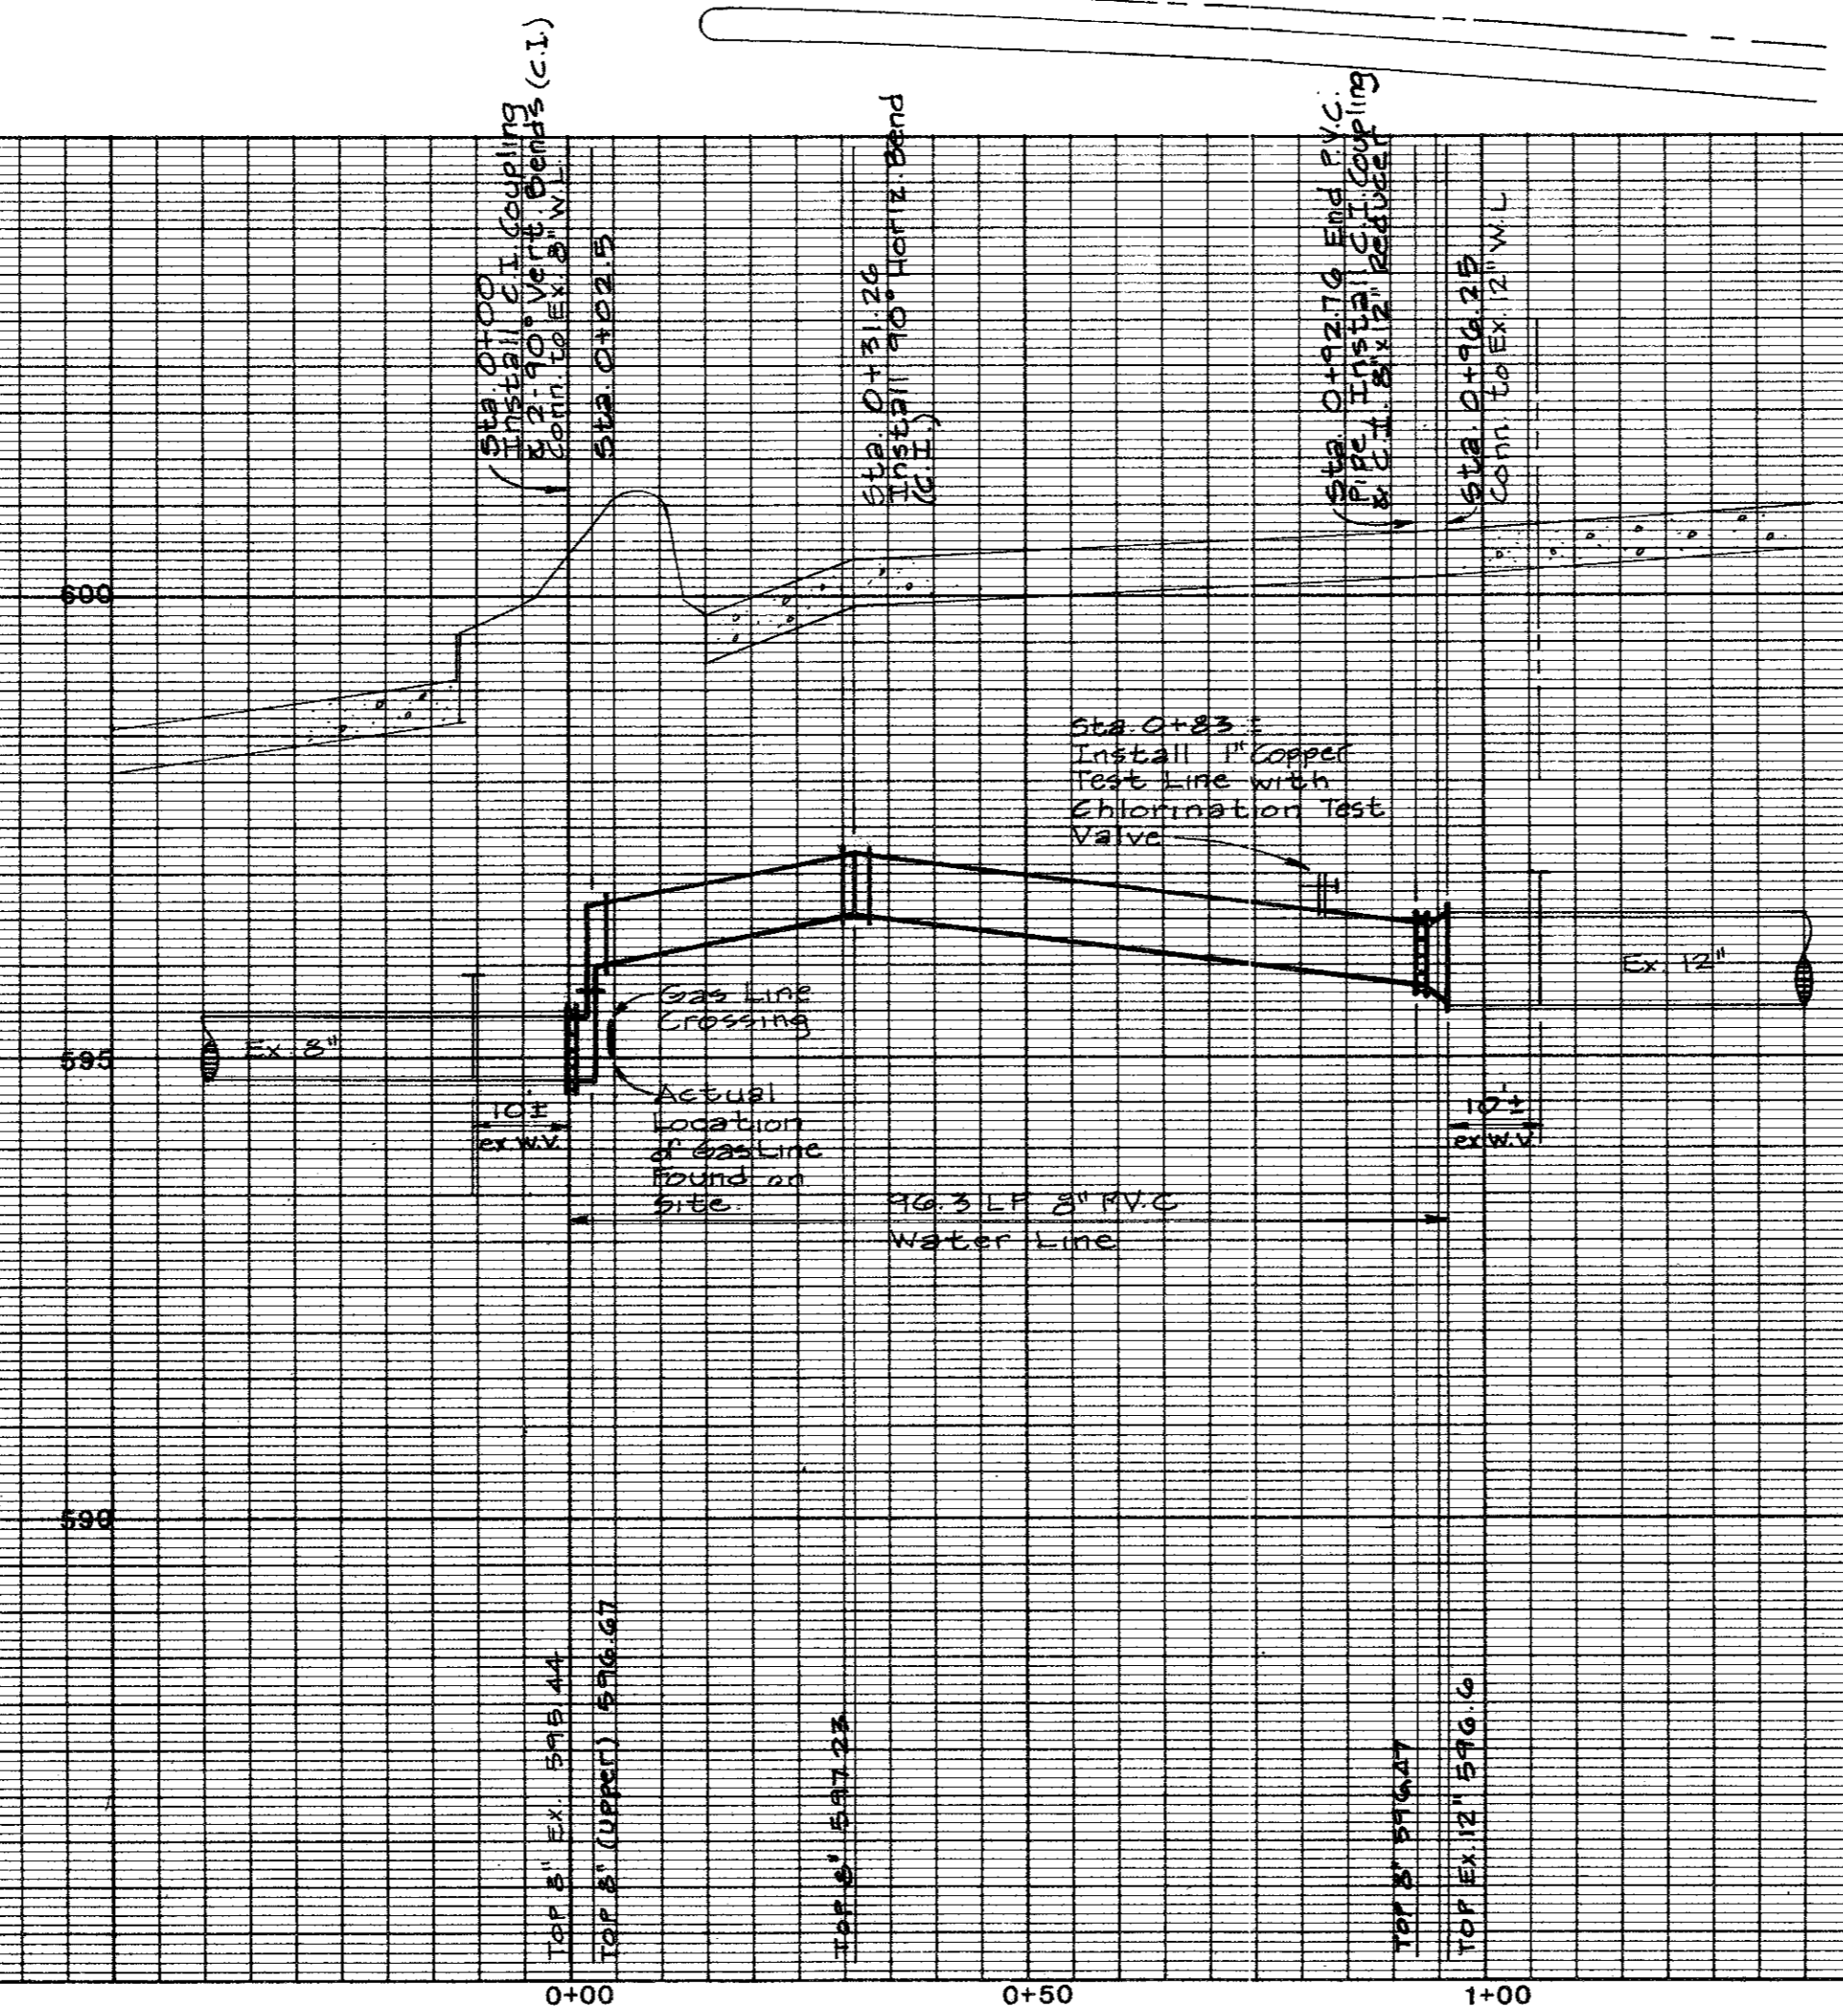 Sta. 0+00
Install C.I. Coupling
& 2-90° Vert. Bends (C.I.)
Conn. to Ex. 8" W.L.
Sta. 0+02.5
Sta. 0+31.26
Install 90° Horiz. Bend
(C.I.)
Sta. 0+92.76 End P.V.C.
Pipe, Install C.I. Coupling
& C.I. 8"x12" Reducer
Sta. 0+96.25
Conn. to Ex. 12" W.L
600
Sta. 0+83 ±
Install 1" Copper
Test Line with
Chlorination Test
Valve
Ex. 12"
Gas Line
Crossing
595
Ex. 8"
Actual
Location
of Gas Line
Found on
Site.
10'±
ex. W.V.
10'±
ex. W.V.
96.3 LF 8" P.V.C
Water Line
590
TOP 8" EX. 595.44
TOP 8" (Upper) 596.67
TOP 8" 597.23
TOP 8" 596.47
TOP EX. 12" 596.6
0+00
0+50
1+00